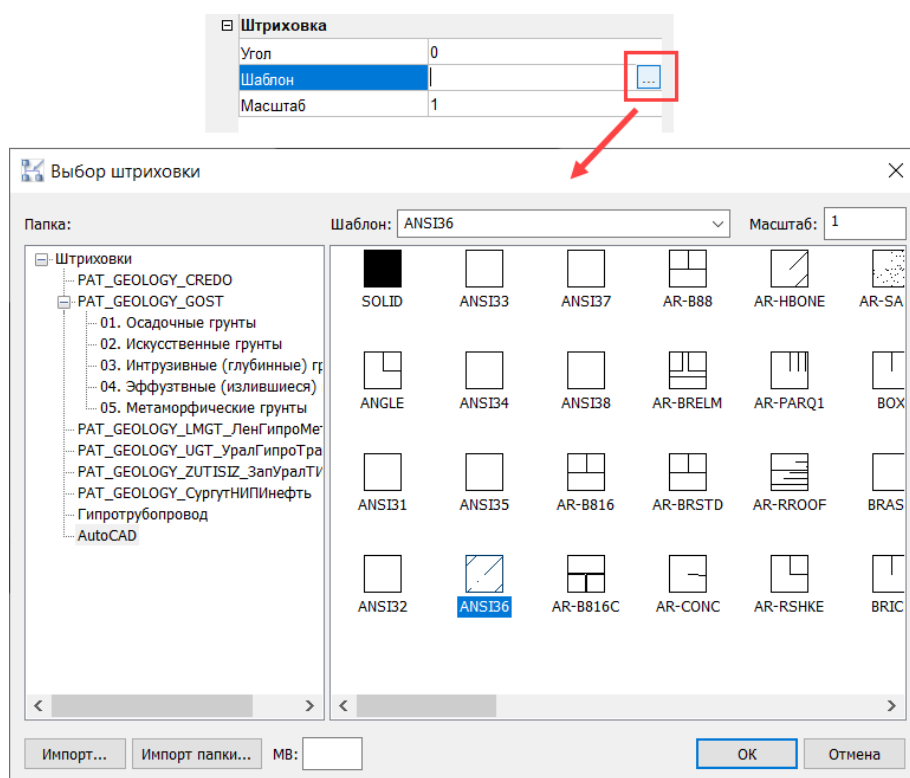 Штриховка
Угол 0
Шаблон ...
Масштаб 1
Выбор штриховки
Папка: Шаблон: ANSI36 Масштаб: 1
Штриховки
PAT_GEOLOGY_CREDO
PAT_GEOLOGY_GOST
01. Осадочные грунты
02. Искусственные грунты
03. Интрузивные (глубинные) гр
04. Эффузтвные (излившиеся)
05. Метаморфические грунты
PAT_GEOLOGY_LMGT_ЛенГипроМет
PAT_GEOLOGY_UGT_УралГипроТра
PAT_GEOLOGY_ZUTISIZ_ЗапУралТИ
PAT_GEOLOGY_СургутНИПИнефть
Гипротрубопровод
AutoCAD
SOLID ANSI33 ANSI37 AR-B88 AR-HBONE AR-SA
ANGLE ANSI34 ANSI38 AR-BRELM AR-PARQ1 BOX
ANSI31 ANSI35 AR-B816 AR-BRSTD AR-RROOF BRAS
ANSI32 ANSI36 AR-B816C AR-CONC AR-RSHKE BRIC
Импорт... Импорт папки... МВ: ОК Отмена